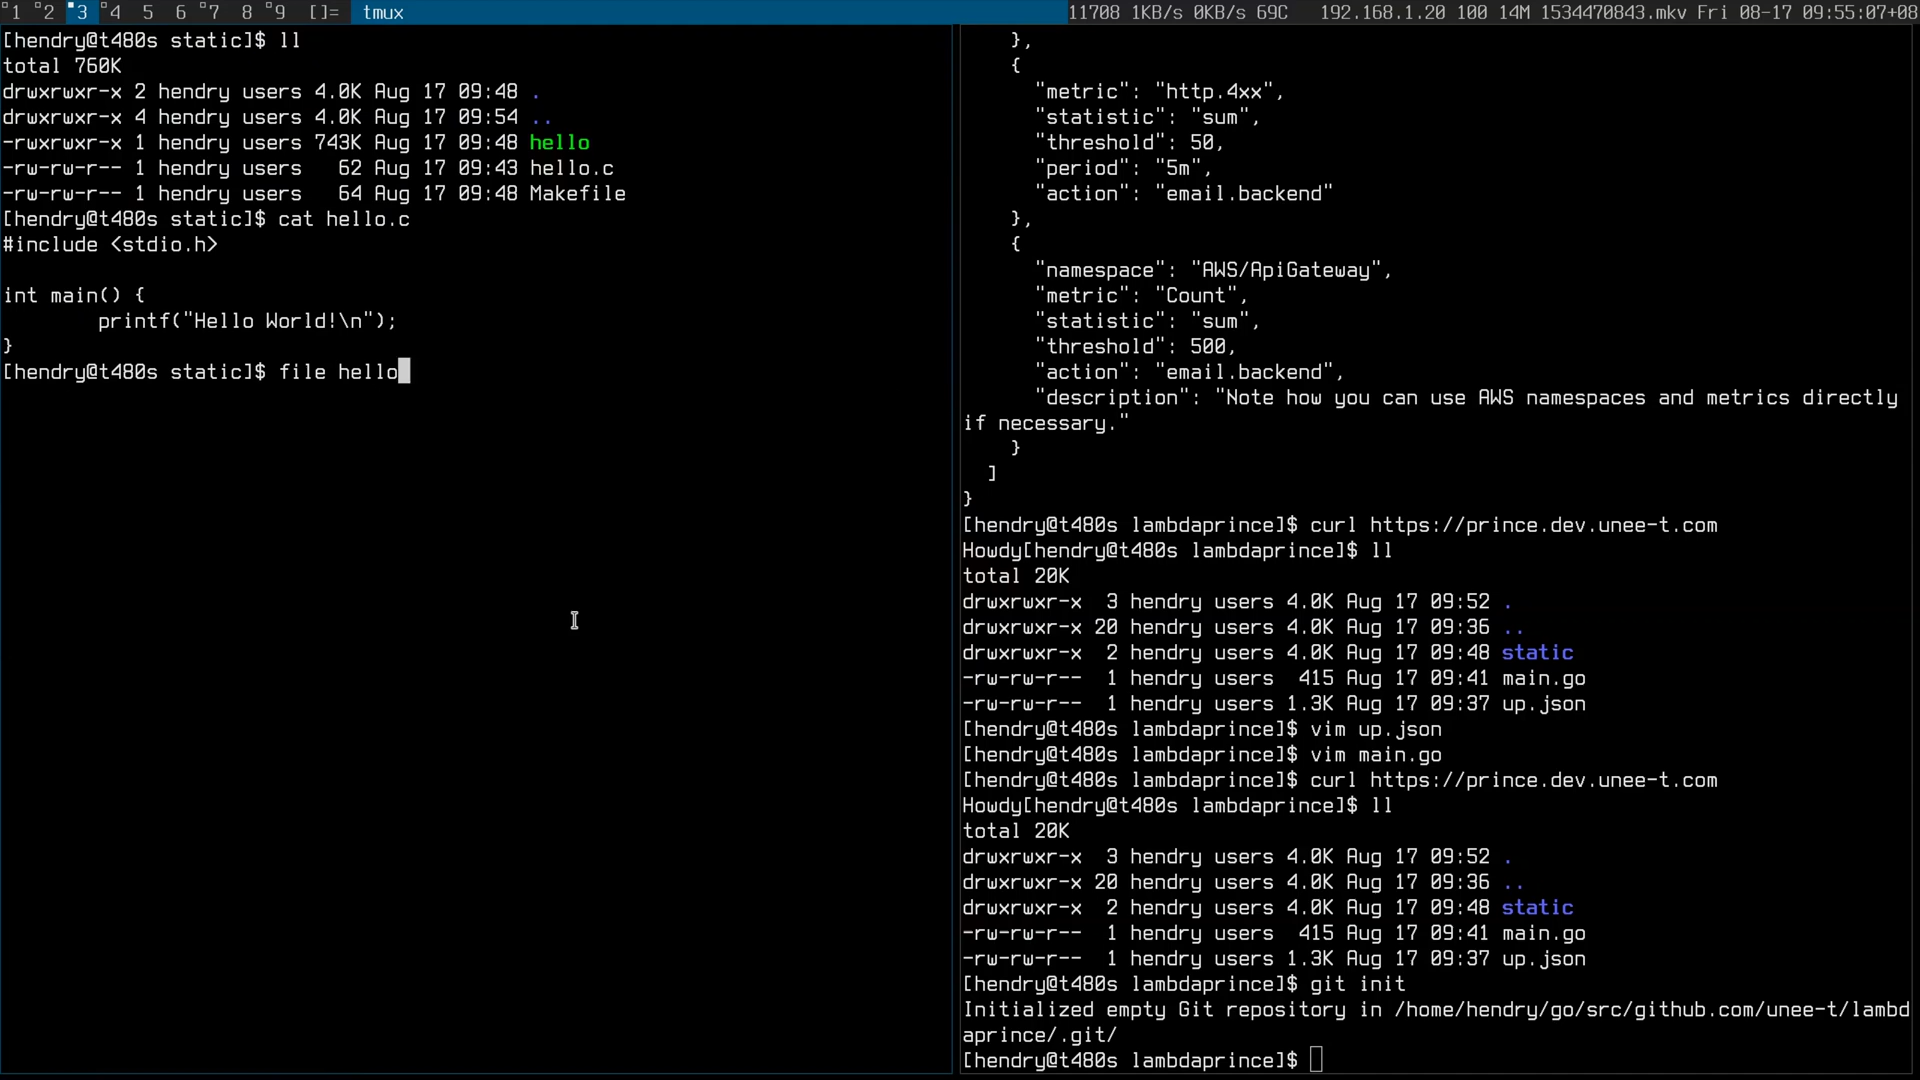 1 2 3 4 5 6 7 8 9 []= tmux 11708 1KB/s 0KB/s 69C 192.168.1.20 100 14M 1534470843.mkv Fri 08-17 09:55:07+08
[hendry@t480s static]$ ll
total 760K
drwxrwxr-x 2 hendry users 4.0K Aug 17 09:48 .
drwxrwxr-x 4 hendry users 4.0K Aug 17 09:54 ..
-rwxrwxr-x 1 hendry users 743K Aug 17 09:48 hello
-rw-rw-r-- 1 hendry users   62 Aug 17 09:43 hello.c
-rw-rw-r-- 1 hendry users   64 Aug 17 09:48 Makefile
[hendry@t480s static]$ cat hello.c
#include <stdio.h>

int main() {
        printf("Hello World!\n");
}
[hendry@t480s static]$ file hello
    },
    {
      "metric": "http.4xx",
      "statistic": "sum",
      "threshold": 50,
      "period": "5m",
      "action": "email.backend"
    },
    {
      "namespace": "AWS/ApiGateway",
      "metric": "Count",
      "statistic": "sum",
      "threshold": 500,
      "action": "email.backend",
      "description": "Note how you can use AWS namespaces and metrics directly
if necessary."
    }
  ]
}
[hendry@t480s lambdaprince]$ curl https://prince.dev.unee-t.com
Howdy[hendry@t480s lambdaprince]$ ll
total 20K
drwxrwxr-x  3 hendry users 4.0K Aug 17 09:52 .
drwxrwxr-x 20 hendry users 4.0K Aug 17 09:36 ..
drwxrwxr-x  2 hendry users 4.0K Aug 17 09:48 static
-rw-rw-r--  1 hendry users  415 Aug 17 09:41 main.go
-rw-rw-r--  1 hendry users 1.3K Aug 17 09:37 up.json
[hendry@t480s lambdaprince]$ vim up.json
[hendry@t480s lambdaprince]$ vim main.go
[hendry@t480s lambdaprince]$ curl https://prince.dev.unee-t.com
Howdy[hendry@t480s lambdaprince]$ ll
total 20K
drwxrwxr-x  3 hendry users 4.0K Aug 17 09:52 .
drwxrwxr-x 20 hendry users 4.0K Aug 17 09:36 ..
drwxrwxr-x  2 hendry users 4.0K Aug 17 09:48 static
-rw-rw-r--  1 hendry users  415 Aug 17 09:41 main.go
-rw-rw-r--  1 hendry users 1.3K Aug 17 09:37 up.json
[hendry@t480s lambdaprince]$ git init
Initialized empty Git repository in /home/hendry/go/src/github.com/unee-t/lambd
aprince/.git/
[hendry@t480s lambdaprince]$